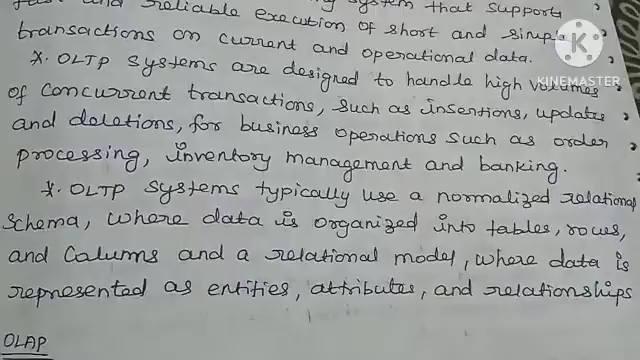 fast and reliable execution of short and simple
transactions on current and operational data.
*. OLTP systems are designed to handle high volumes
of concurrent transactions, such as insertions, updates
and deletions, for business operations such as order
processing, inventory management and banking.
*. OLTP systems typically use a normalized relational
schema, where data is organized into tables, rows,
and Calums and a relational model, where data is
represented as entities, attributes, and relationships
OLAP
KINEMASTER